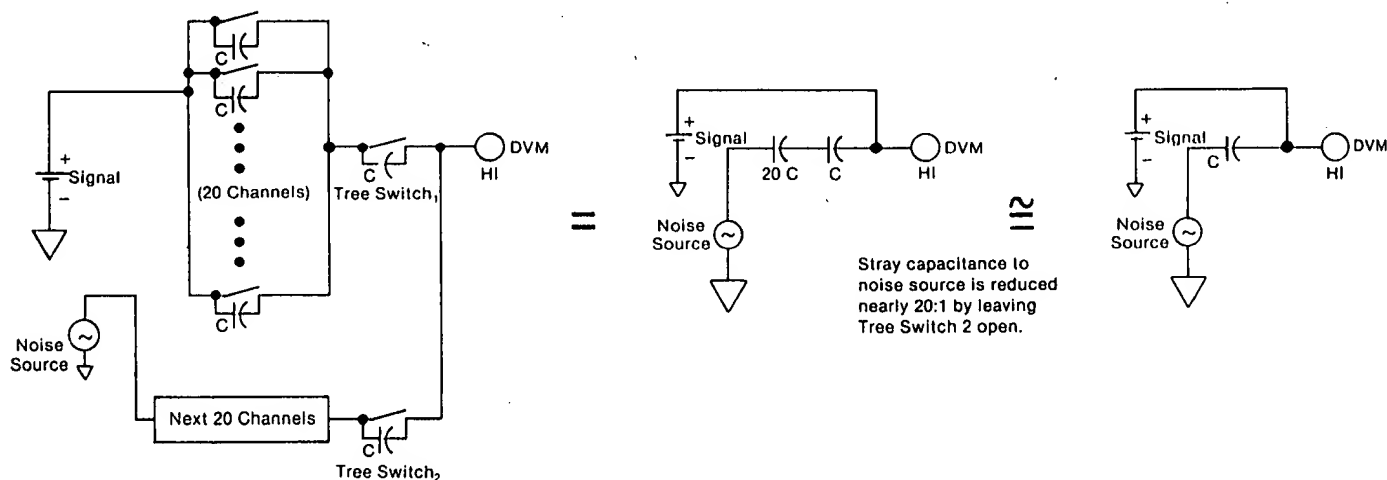 C
C
(20 Channels)
C
+
Signal
−
C
Tree Switch₁
DVM
HI
Noise
Source
~
Next 20 Channels
C
Tree Switch₂
=
+
Signal
−
20 C
C
DVM
HI
Noise
Source
~
≅
Stray capacitance to
noise source is reduced
nearly 20:1 by leaving
Tree Switch 2 open.
+
Signal
−
C
DVM
HI
Noise
Source
~